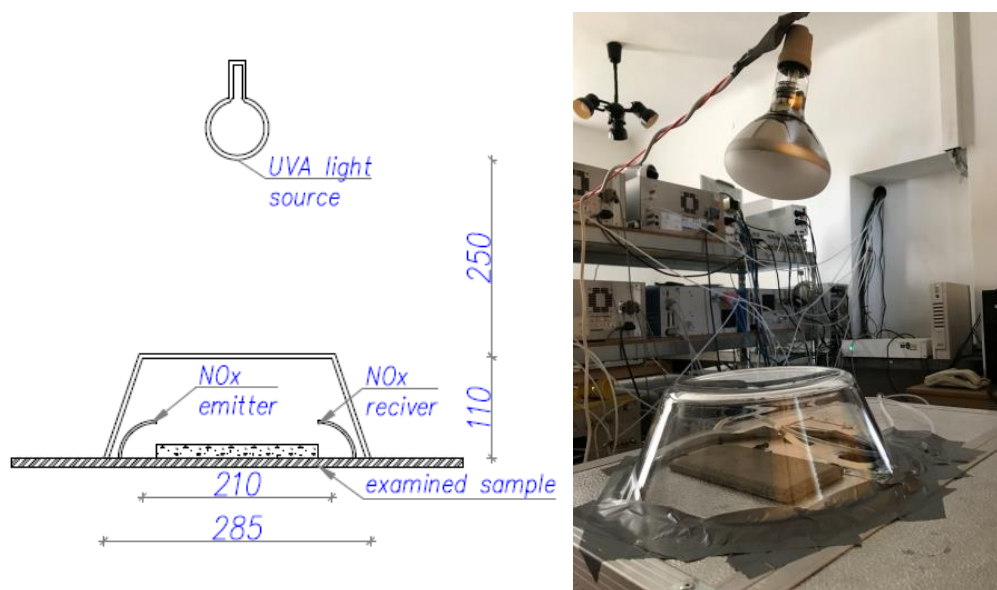 UVA light
source
250
NOx
emitter
NOx
reciver
110
210
examined sample
285